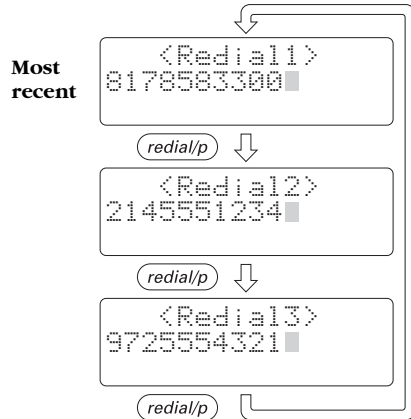 <Redial1>
Most recent
8178583300
redial/p
<Redial2>
2145551234
redial/p
<Redial3>
9725554321
redial/p